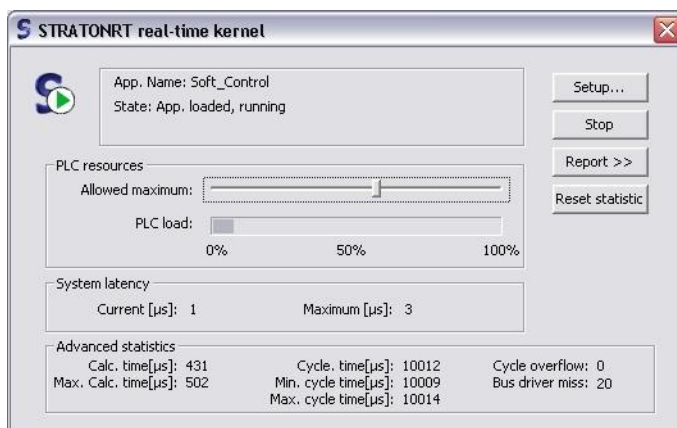 STRATONRT real-time kernel
App. Name: Soft_Control
State: App. loaded, running
Setup...
Stop
Report >>
Reset statistic
PLC resources
Allowed maximum:
PLC load:
0% 50% 100%
System latency
Current [µs]: 1 Maximum [µs]: 3
Advanced statistics
Calc. time[µs]: 431 Cycle. time[µs]: 10012 Cycle overflow: 0
Max. Calc. time[µs]: 502 Min. cycle time[µs]: 10009 Bus driver miss: 20
Max. cycle time[µs]: 10014